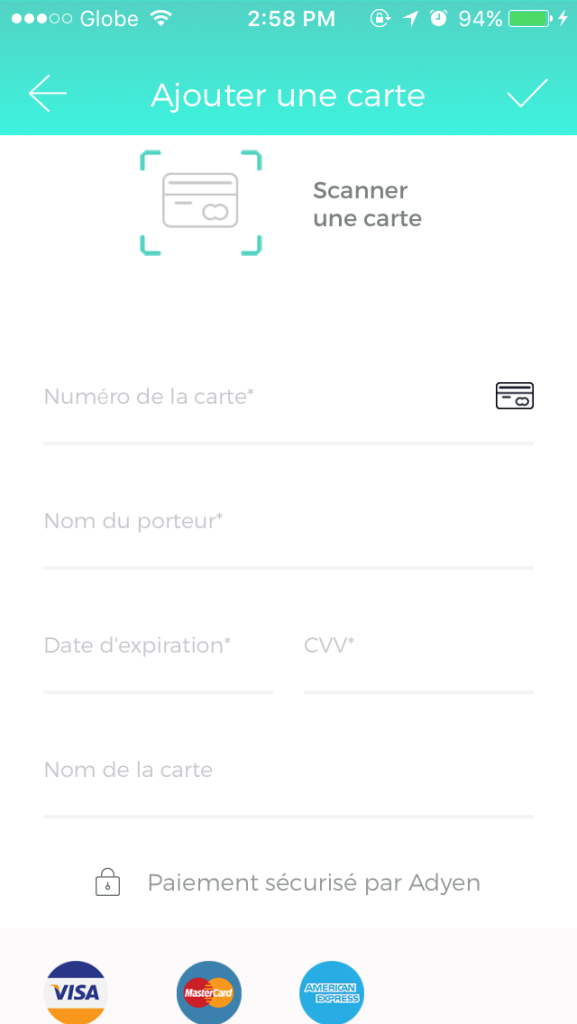 Globe 2:58 PM 94%
Ajouter une carte
Scanner
une carte
Numéro de la carte*
Nom du porteur*
Date d'expiration* CVV*
Nom de la carte
Paiement sécurisé par Adyen
VISA MasterCard AMERICAN
EXPRESS